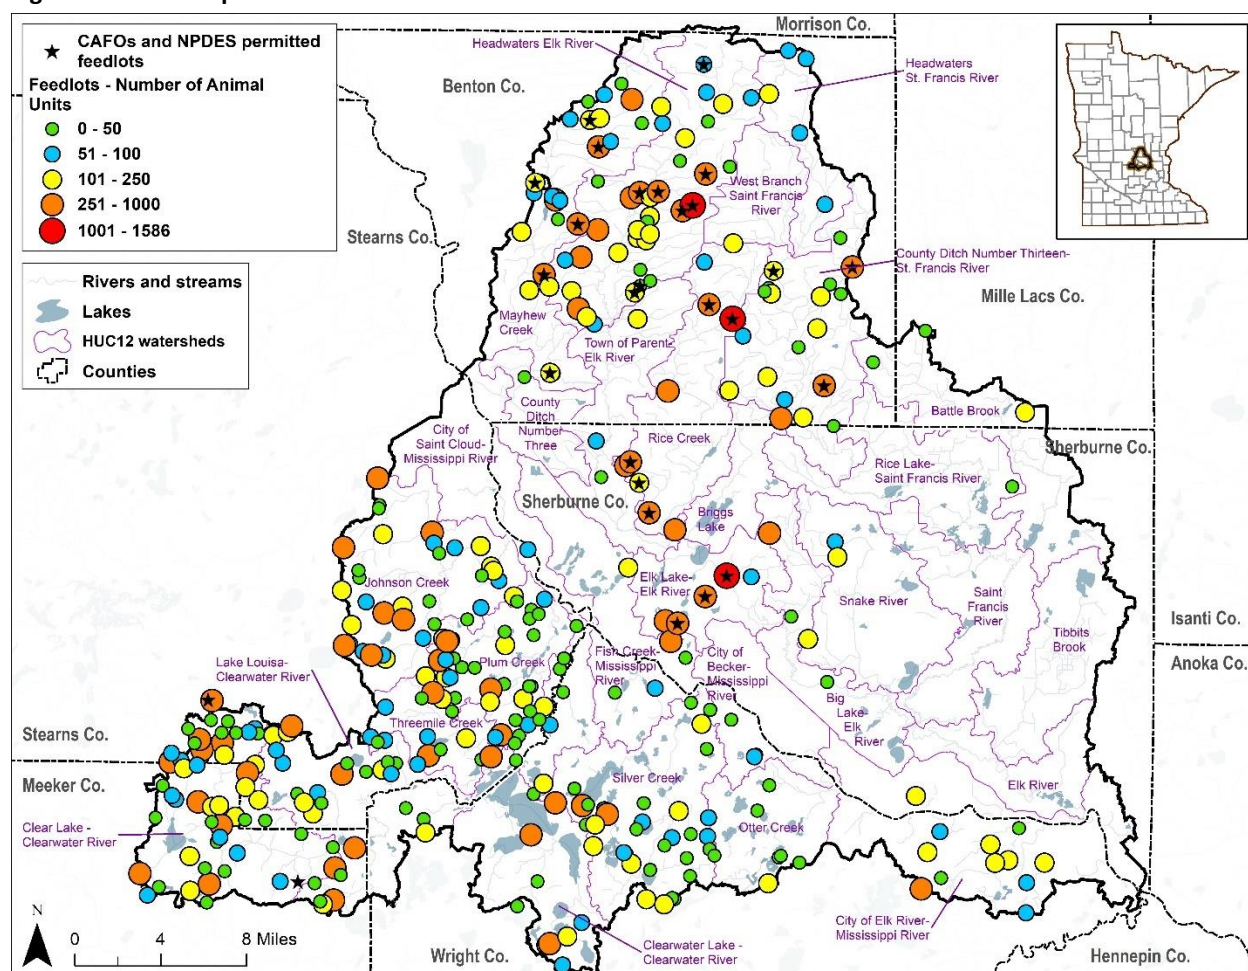 CAFOs and NPDES permitted
feedlots
Feedlots - Number of Animal
Units
0 - 50
51 - 100
101 - 250
251 - 1000
1001 - 1586
Rivers and streams
Lakes
HUC12 watersheds
Counties
Morrison Co.
Headwaters Elk River
Headwaters
St. Francis River
Benton Co.
West Branch
Saint Francis
River
Stearns Co.
County Ditch Number Thirteen-
St. Francis River
Mille Lacs Co.
Mayhew
Creek
Town of Parent-
Elk River
County
Ditch
Number
Three
Battle Brook
City of
Saint Cloud-
Mississippi River
Rice Creek
Sherburne Co.
Rice Lake-
Saint Francis River
Sherburne Co.
Briggs
Lake
Johnson Creek
Elk Lake-
Elk River
Snake River
Saint
Francis
River
Isanti Co.
Tibbits
Brook
Anoka Co.
Lake Louisa-
Clearwater River
Plum Creek
Fish Creek-
Mississippi
River
City of
Becker-
Mississippi
River
Big
Lake-
Elk
River
Threemile Creek
Stearns Co.
Meeker Co.
Silver Creek
Elk River
Clear Lake -
Clearwater River
Otter Creek
City of Elk River-
Mississippi River
Clearwater Lake -
Clearwater River
Wright Co.
Hennepin Co.
N
0 4 8 Miles